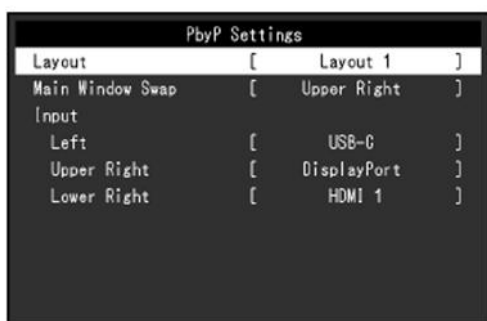 PbyP Settings
Layout [ Layout 1 ]
Main Window Swap [ Upper Right ]
Input
Left [ USB-C ]
Upper Right [ DisplayPort ]
Lower Right [ HDMI 1 ]